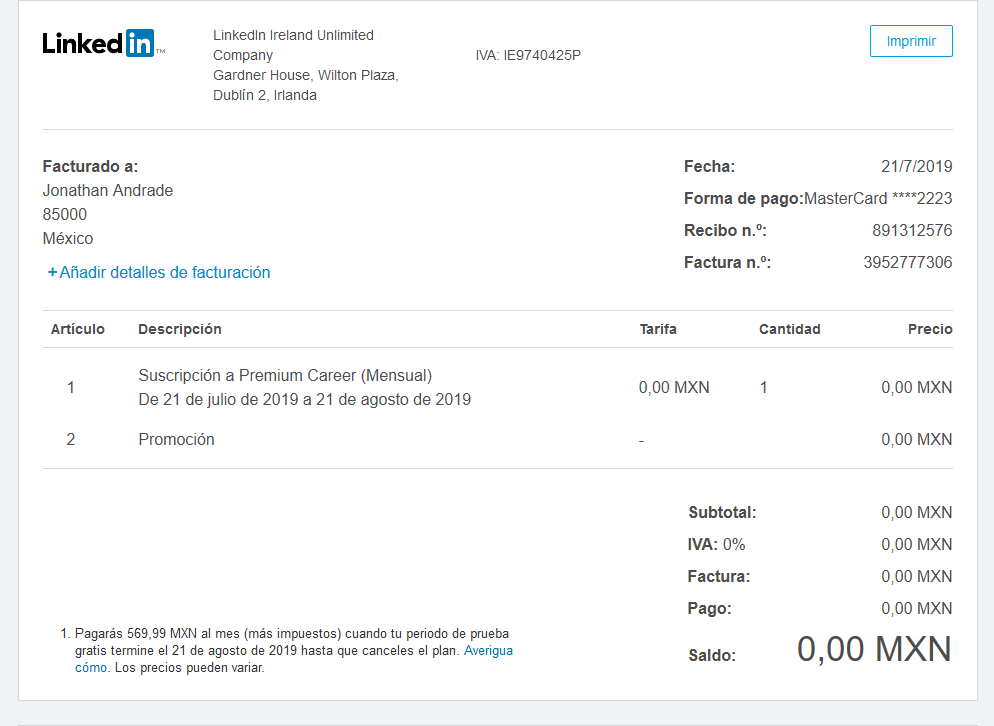 LinkedIn™
LinkedIn Ireland Unlimited
Company
Gardner House, Wilton Plaza,
Dublín 2, Irlanda
IVA: IE9740425P
Imprimir
Facturado a:
Jonathan Andrade
85000
México
+Añadir detalles de facturación
Fecha: 21/7/2019
Forma de pago:MasterCard ****2223
Recibo n.º: 891312576
Factura n.º: 3952777306
Artículo Descripción Tarifa Cantidad Precio
1 Suscripción a Premium Career (Mensual) 0,00 MXN 1 0,00 MXN
De 21 de julio de 2019 a 21 de agosto de 2019
2 Promoción - 0,00 MXN
Subtotal: 0,00 MXN
IVA: 0% 0,00 MXN
Factura: 0,00 MXN
Pago: 0,00 MXN
Saldo: 0,00 MXN
1. Pagarás 569,99 MXN al mes (más impuestos) cuando tu periodo de prueba
gratis termine el 21 de agosto de 2019 hasta que canceles el plan. Averigua
cómo. Los precios pueden variar.